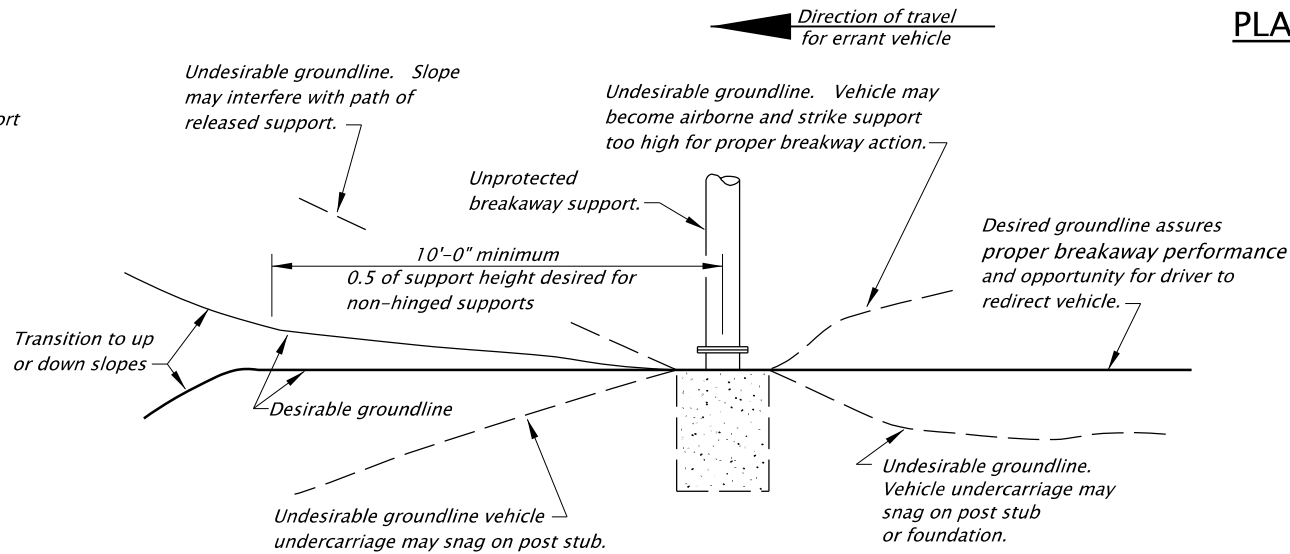 Direction of travel
for errant vehicle
PLA
Undesirable groundline. Slope
may interfere with path of
released support.
ort
Undesirable groundline. Vehicle may
become airborne and strike support
too high for proper breakway action.
Unprotected
breakaway support.
Desired groundline assures
proper breakaway performance
and opportunity for driver to
redirect vehicle.
10'-0" minimum
0.5 of support height desired for
non-hinged supports
Transition to up
or down slopes
Desirable groundline
Undesirable groundline vehicle
undercarriage may snag on post stub.
Undesirable groundline.
Vehicle undercarriage may
snag on post stub
or foundation.